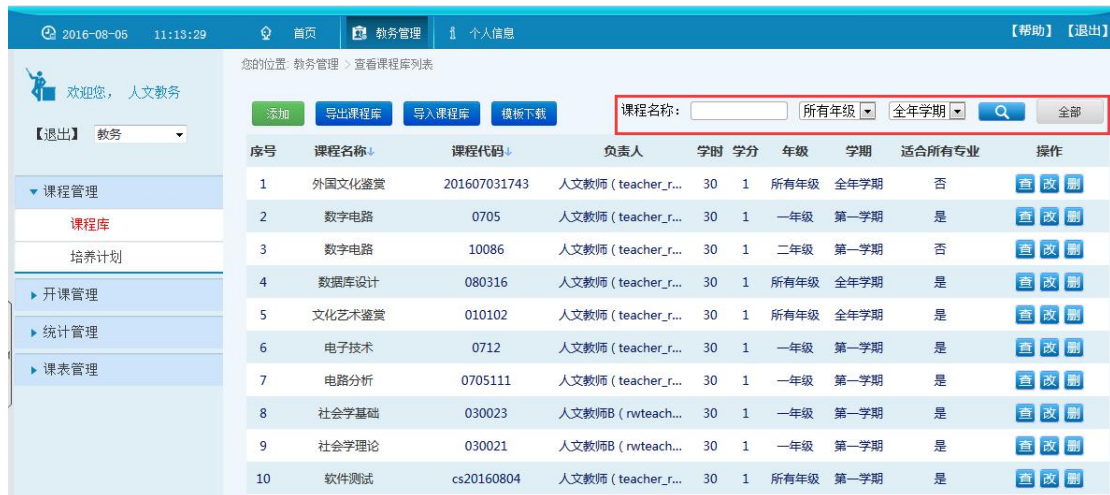 2016-08-05 11:13:29 首页 教务管理 个人信息 【帮助】 【退出】
您的位置: 教务管理 > 查看课程库列表
欢迎您， 人文教务
【退出】 教务
添加 导出课程库 导入课程库 模板下载 课程名称： 所有年级 全年学期 全部
序号 课程名称↓ 课程代码↓ 负责人 学时 学分 年级 学期 适合所有专业 操作
1 外国文化鉴赏 201607031743 人文教师 ( teacher_r... 30 1 所有年级 全年学期 否 查 改 删
2 数字电路 0705 人文教师 ( teacher_r... 30 1 一年级 第一学期 是 查 改 删
3 数字电路 10086 人文教师 ( teacher_r... 30 1 二年级 第一学期 否 查 改 删
4 数据库设计 080316 人文教师 ( teacher_r... 30 1 所有年级 全年学期 是 查 改 删
5 文化艺术鉴赏 010102 人文教师 ( teacher_r... 30 1 所有年级 全年学期 是 查 改 删
6 电子技术 0712 人文教师 ( teacher_r... 30 1 一年级 第一学期 是 查 改 删
7 电路分析 0705111 人文教师 ( teacher_r... 30 1 一年级 第一学期 是 查 改 删
8 社会学基础 030023 人文教师B ( rwteach... 30 1 一年级 第一学期 是 查 改 删
9 社会学理论 030021 人文教师B ( rwteach... 30 1 一年级 第一学期 是 查 改 删
10 软件测试 cs20160804 人文教师 ( teacher_r... 30 1 所有年级 第一学期 是 查 改 删
课程管理
课程库
培养计划
开课管理
统计管理
课表管理